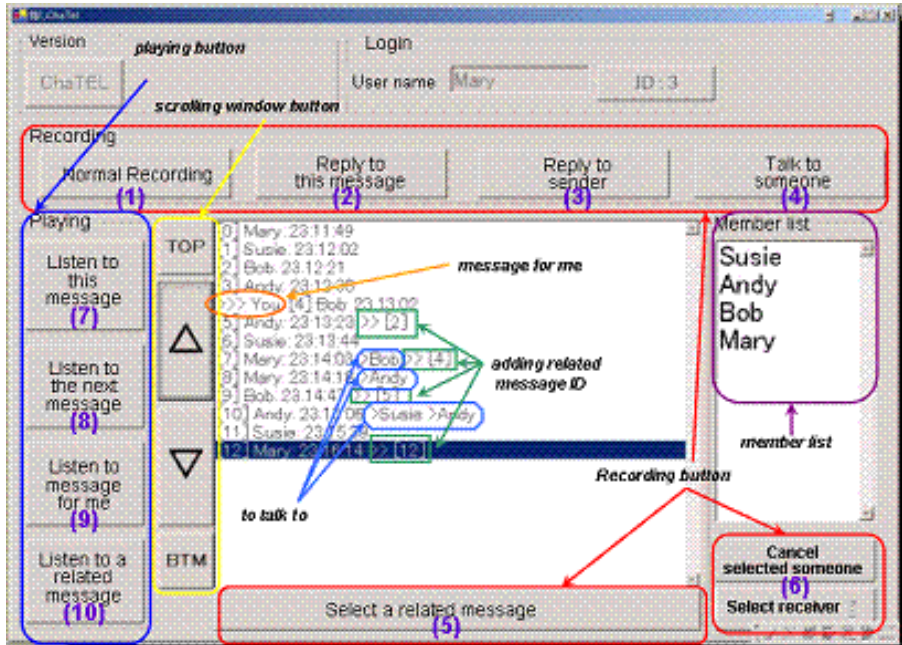 ChaTEL
Version
playing button
Login
ChaTEL
User name
Mary
ID : 3
scrolling window button
Recording
Normal Recording
(1)
Reply to
this message
(2)
Reply to
sender
(3)
Talk to
someone
(4)
Playing
Listen to
this
message
(7)
Listen to
the next
message
(8)
Listen to
message
for me
(9)
Listen to a
related
message
(10)
TOP
BTM
0] Mary: 23:11:49
1] Susie: 23:12:02
2] Bob: 23:12:21
3] Andy: 23:12:
>>> You [4] Bob: 23:13:02
5] Andy: 23:13:23 >> [2]
6] Susie: 23:13:44
7] Mary: 23:14:03 >Bob >> [4]
8] Mary: 23:14:1 >Andy
9] Bob: 23:14:4 >> [5]
10] Andy: 23:1 :06 >Susie >Andy
11] Susie: 23:15:29
12] Mary: 23:16:14 >> [12]
message for me
adding related
message ID
to talk to
Member list
Susie
Andy
Bob
Mary
member list
Recording button
Cancel
selected someone
(6)
Select receiver
Select a related message
(5)